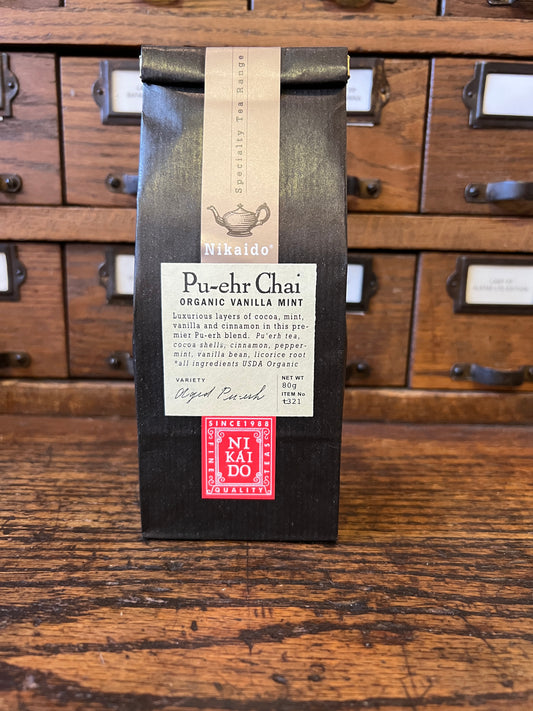 Specialty Tea Range
Nikaido®
Pu-ehr Chai
ORGANIC VANILLA MINT
Luxurious layers of cocoa, mint,
vanilla and cinnamon in this pre-
mier Pu-erh blend. Pu'erh tea,
cocoa shells, cinnamon, pepper-
mint, vanilla bean, licorice root
*all ingredients USDA Organic
VARIETY
Aged Pu-erh
NET WT
80g
ITEM No
t321
SINCE 1988
FINE
TEAS
NI
KAI
DO
QUALITY